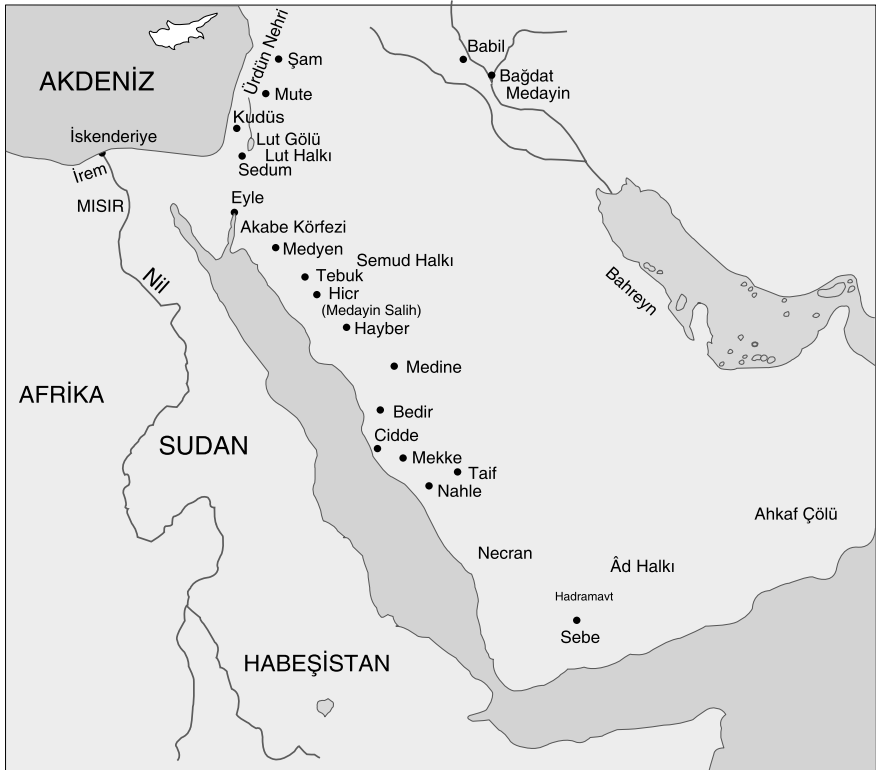 Babil
Bağdat
Medayin
Ürdün Nehri
Şam
AKDENİZ
Mute
Kudüs
İskenderiye
Lut Gölü
Lut Halkı
Sedum
İrem
MISIR
Eyle
Akabe Körfezi
Medyen
Semud Halkı
Nil
Tebuk
Hicr
(Medayin Salih)
Bahreyn
Hayber
Medine
AFRİKA
Bedir
Cidde
SUDAN
Mekke
Taif
Nahle
Ahkaf Çölü
Necran
Âd Halkı
Hadramavt
Sebe
HABEŞİSTAN